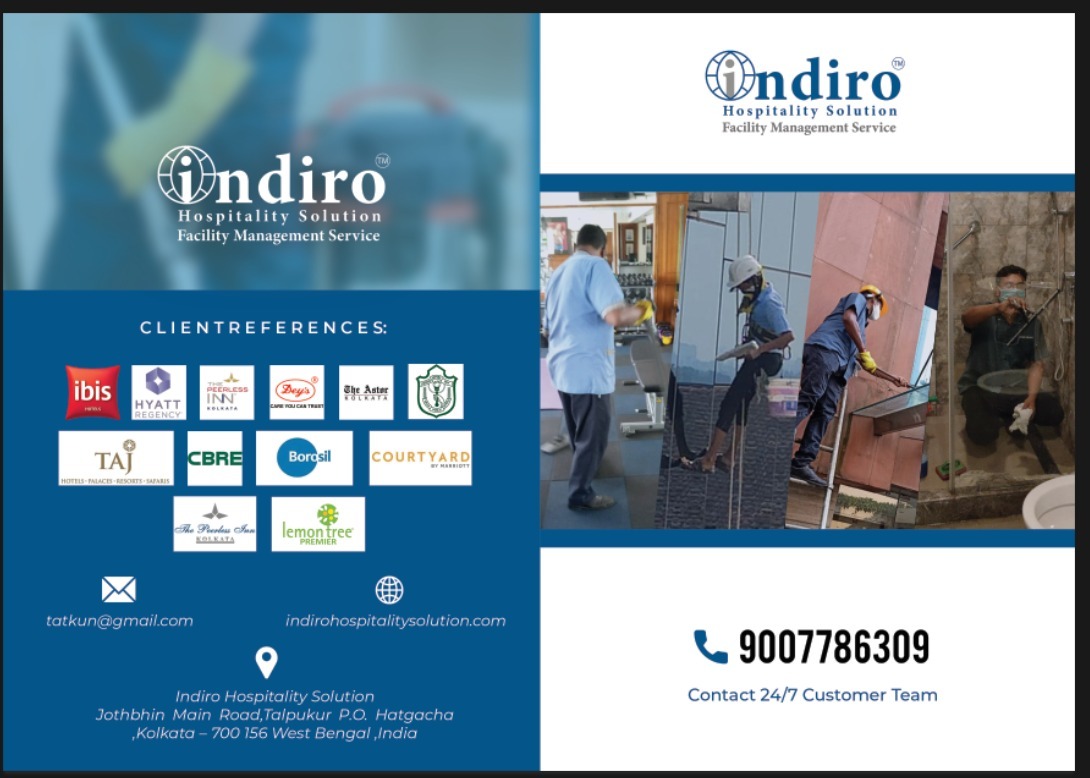 indiro TM
Hospitality Solution
Facility Management Service
CLIENTREFERENCES:
ibis
HOTELS
HYATT
REGENCY
THE
PEERLESS
INN
KOLKATA
Dey's ®
CARE YOU CAN TRUST
The Astor
KOLKATA
TAJ
HOTELS · PALACES · RESORTS · SAFARIS
CBRE
Borosil
COURTYARD
BY MARRIOTT
The Peerless Inn
KOLKATA
lemon tree
PREMIER
tatkun@gmail.com
indirohospitalitysolution.com
Indiro Hospitality Solution
Jothbhin Main Road,Talpukur P.O. Hatgacha
,Kolkata – 700 156 West Bengal ,India
indiro TM
Hospitality Solution
Facility Management Service
9007786309
Contact 24/7 Customer Team